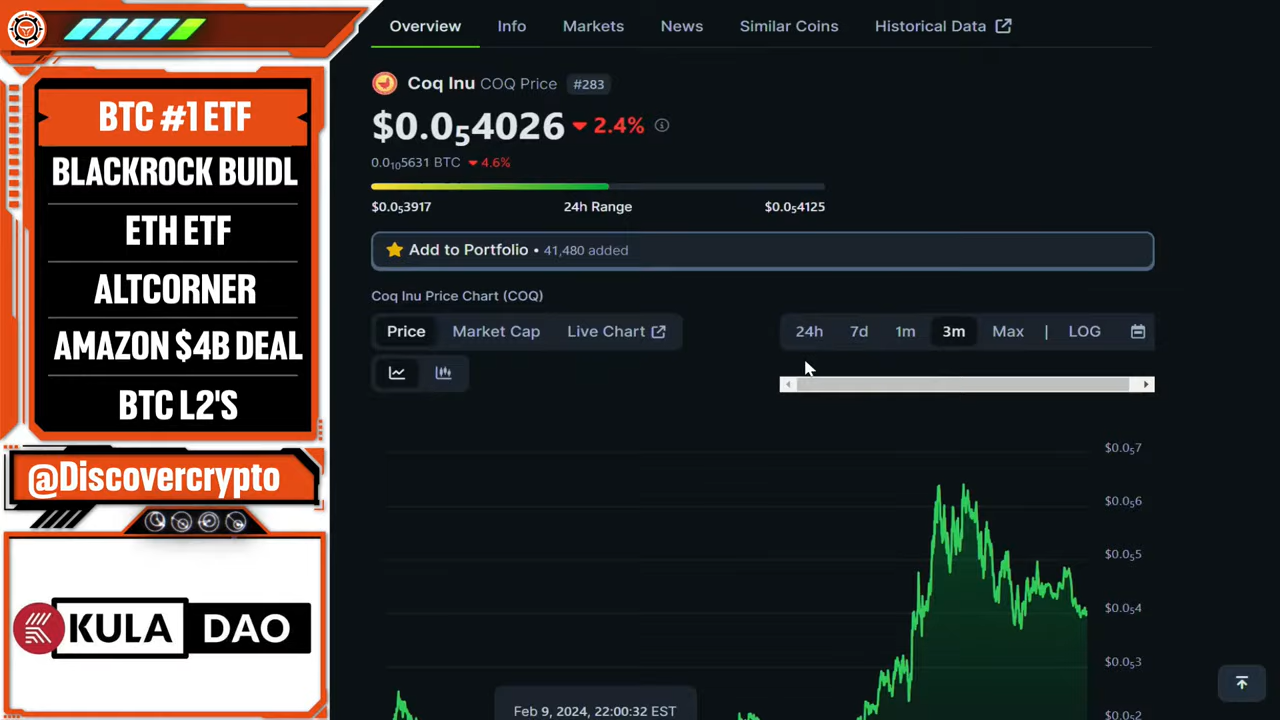 BTC #1 ETF
BLACKROCK BUIDL
ETH ETF
ALTCORNER
AMAZON $4B DEAL
BTC L2'S
@Discovercrypto
KULA DAO
Overview Info Markets News Similar Coins Historical Data
Coq Inu COQ Price #283
$0.0₅4026 2.4%
0.0₁₀5631 BTC 4.6%
$0.0₅3917 24h Range $0.0₅4125
Add to Portfolio • 41,480 added
Coq Inu Price Chart (COQ)
Price Market Cap Live Chart 24h 7d 1m 3m Max | LOG
$0.0₅7
$0.0₅6
$0.0₅5
$0.0₅4
$0.0₅3
$0.0₅2
Feb 9, 2024, 22:00:32 EST